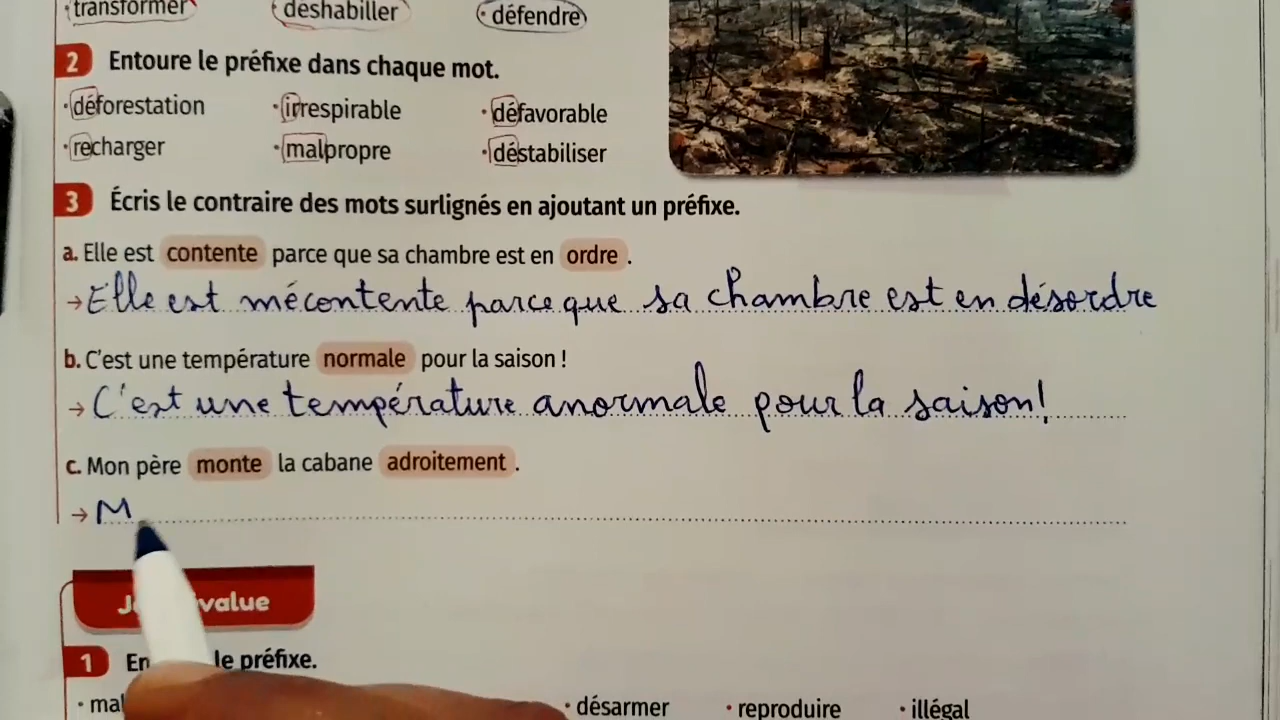 · transformer · déshabiller · défendre
2 Entoure le préfixe dans chaque mot.
· déforestation · irrespirable · défavorable
· recharger · malpropre · déstabiliser
3 Écris le contraire des mots surlignés en ajoutant un préfixe.
a. Elle est contente parce que sa chambre est en ordre .
→ Elle est mécontente parce que sa chambre est en désordre
b. C'est une température normale pour la saison !
→ C'est une température anormale pour la saison!
c. Mon père monte la cabane adroitement .
→ M
value
1 le préfixe.
· désarmer · reproduire · illégal